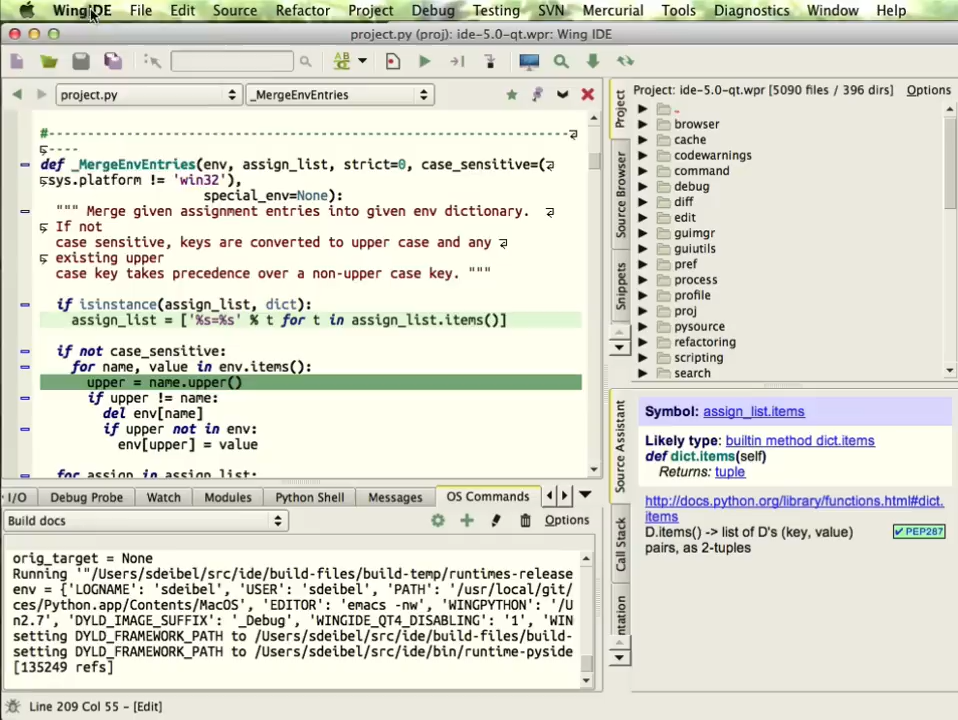 WingIDE File Edit Source Refactor Project Debug Testing SVN Mercurial Tools Diagnostics Window Help
project.py (proj): ide-5.0-qt.wpr: Wing IDE
project.py
_MergeEnvEntries
#-------------------------------------------------------------------
----
def _MergeEnvEntries(env, assign_list, strict=0, case_sensitive=(
sys.platform != 'win32'),
special_env=None):
""" Merge given assignment entries into given env dictionary.
If not
case sensitive, keys are converted to upper case and any
existing upper
case key takes precedence over a non-upper case key. """
if isinstance(assign_list, dict):
assign_list = ['%s=%s' % t for t in assign_list.items()]
if not case_sensitive:
for name, value in env.items():
upper = name.upper()
if upper != name:
del env[name]
if upper not in env:
env[upper] = value
for assign in assign_list:
Project: ide-5.0-qt.wpr [5090 files / 396 dirs] Options
Project
Source Browser
Snippets
..
browser
cache
codewarnings
command
debug
diff
edit
guimgr
guiutils
pref
process
profile
proj
pysource
refactoring
scripting
search
Source Assistant
Call Stack
Symbol: assign_list.items
Likely type: builtin method dict.items
def dict.items(self)
Returns: tuple
http://docs.python.org/library/functions.html#dict.
items
D.items() -> list of D's (key, value)
pairs, as 2-tuples
✔ PEP287
I/O Debug Probe Watch Modules Python Shell Messages OS Commands
Build docs
Options
orig_target = None
Running '"/Users/sdeibel/src/ide/build-files/build-temp/runtimes-release
env = {'LOGNAME': 'sdeibel', 'USER': 'sdeibel', 'PATH': '/usr/local/git/
ces/Python.app/Contents/MacOS', 'EDITOR': 'emacs -nw', 'WINGPYTHON': '/U
n2.7', 'DYLD_IMAGE_SUFFIX': '_Debug', 'WINGIDE_QT4_DISABLING': '1', 'WIN
setting DYLD_FRAMEWORK_PATH to /Users/sdeibel/src/ide/build-files/build-
setting DYLD_FRAMEWORK_PATH to /Users/sdeibel/src/ide/bin/runtime-pyside
[135249 refs]
Line 209 Col 55 - [Edit]